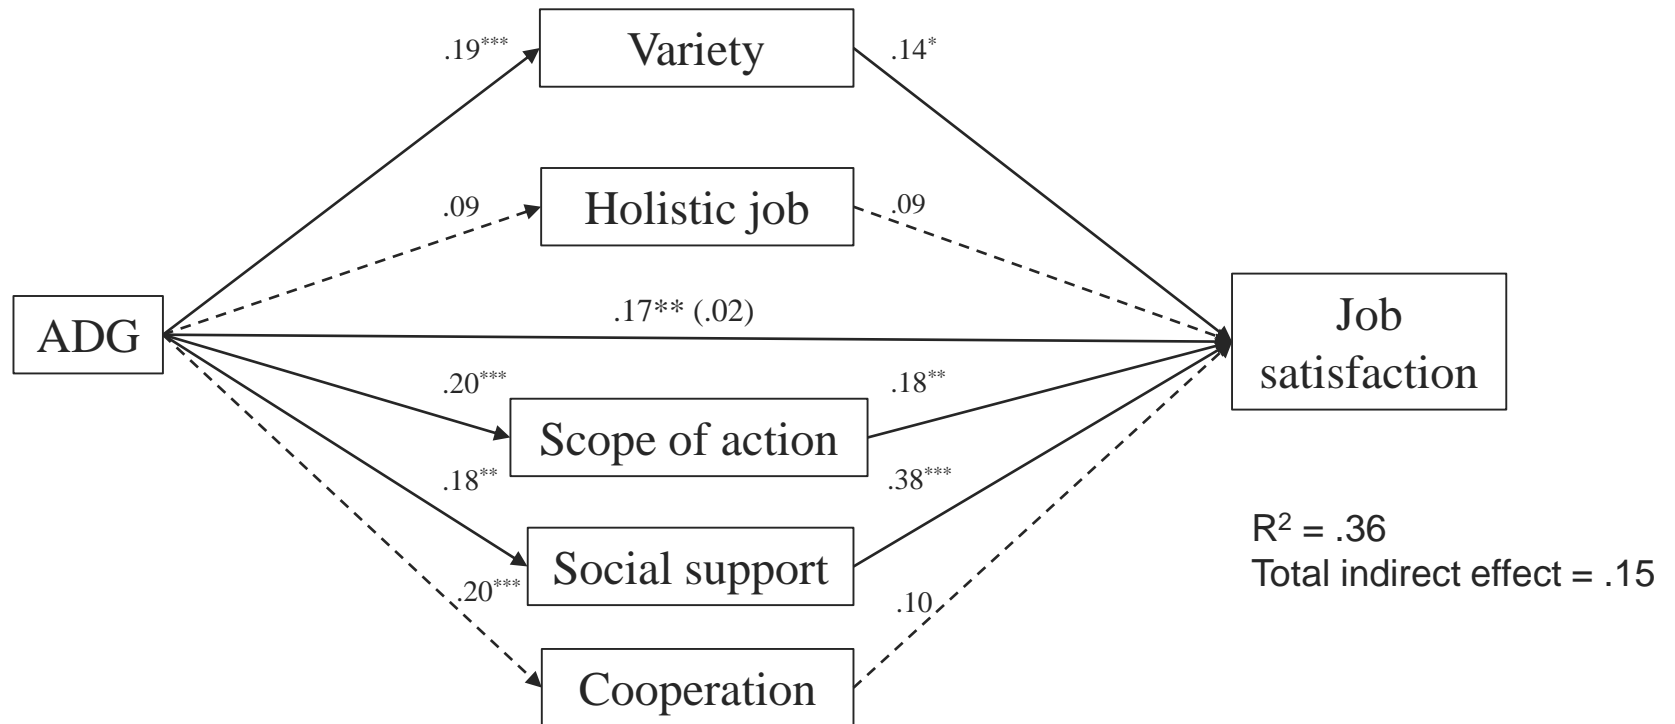 .19***
Variety
.14*
.09
Holistic job
.09
ADG
.17** (.02)
Job
satisfaction
.20***
Scope of action
.18**
.18**
Social support
.38***
R² = .36
Total indirect effect = .15
.20***
Cooperation
.10